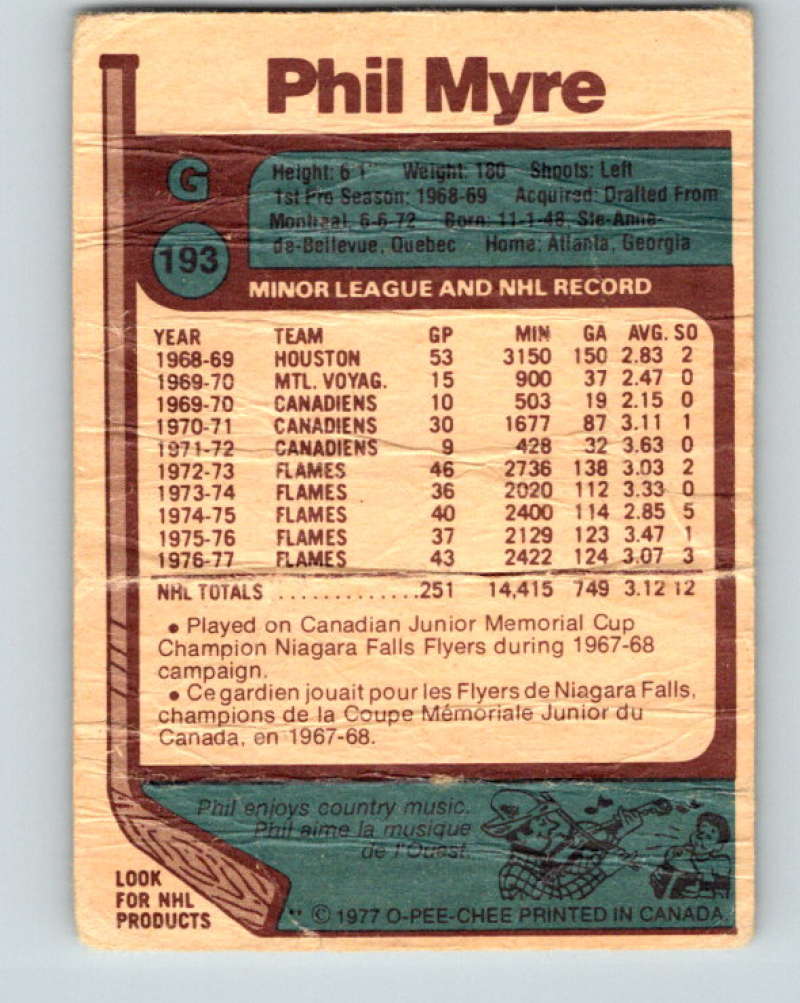 Phil Myre
G
193
Height: 6 1" Weight: 180 Shoots: Left
1st Pro Season: 1968-69 Acquired: Drafted From
Montreal, 6-6-72 Born: 11-1-48, Ste-Anne-
de-Bellevue, Quebec Home: Atlanta, Georgia
MINOR LEAGUE AND NHL RECORD
YEAR TEAM GP MIN GA AVG. SO
1968-69 HOUSTON 53 3150 150 2.83 2
1969-70 MTL. VOYAG. 15 900 37 2.47 0
1969-70 CANADIENS 10 503 19 2.15 0
1970-71 CANADIENS 30 1677 87 3.11 1
1971-72 CANADIENS 9 428 32 3.63 0
1972-73 FLAMES 46 2736 138 3.03 2
1973-74 FLAMES 36 2020 112 3.33 0
1974-75 FLAMES 40 2400 114 2.85 5
1975-76 FLAMES 37 2129 123 3.47 1
1976-77 FLAMES 43 2422 124 3.07 3
NHL TOTALS .............251 14,415 749 3.12 12
• Played on Canadian Junior Memorial Cup
Champion Niagara Falls Flyers during 1967-68
campaign.
• Ce gardien jouait pour les Flyers de Niagara Falls,
champions de la Coupe Mémoriale Junior du
Canada, en 1967-68.
Phil enjoys country music.
Phil aime la musique
de l'Ouest.
LOOK
FOR NHL
PRODUCTS
© 1977 O-PEE-CHEE PRINTED IN CANADA.